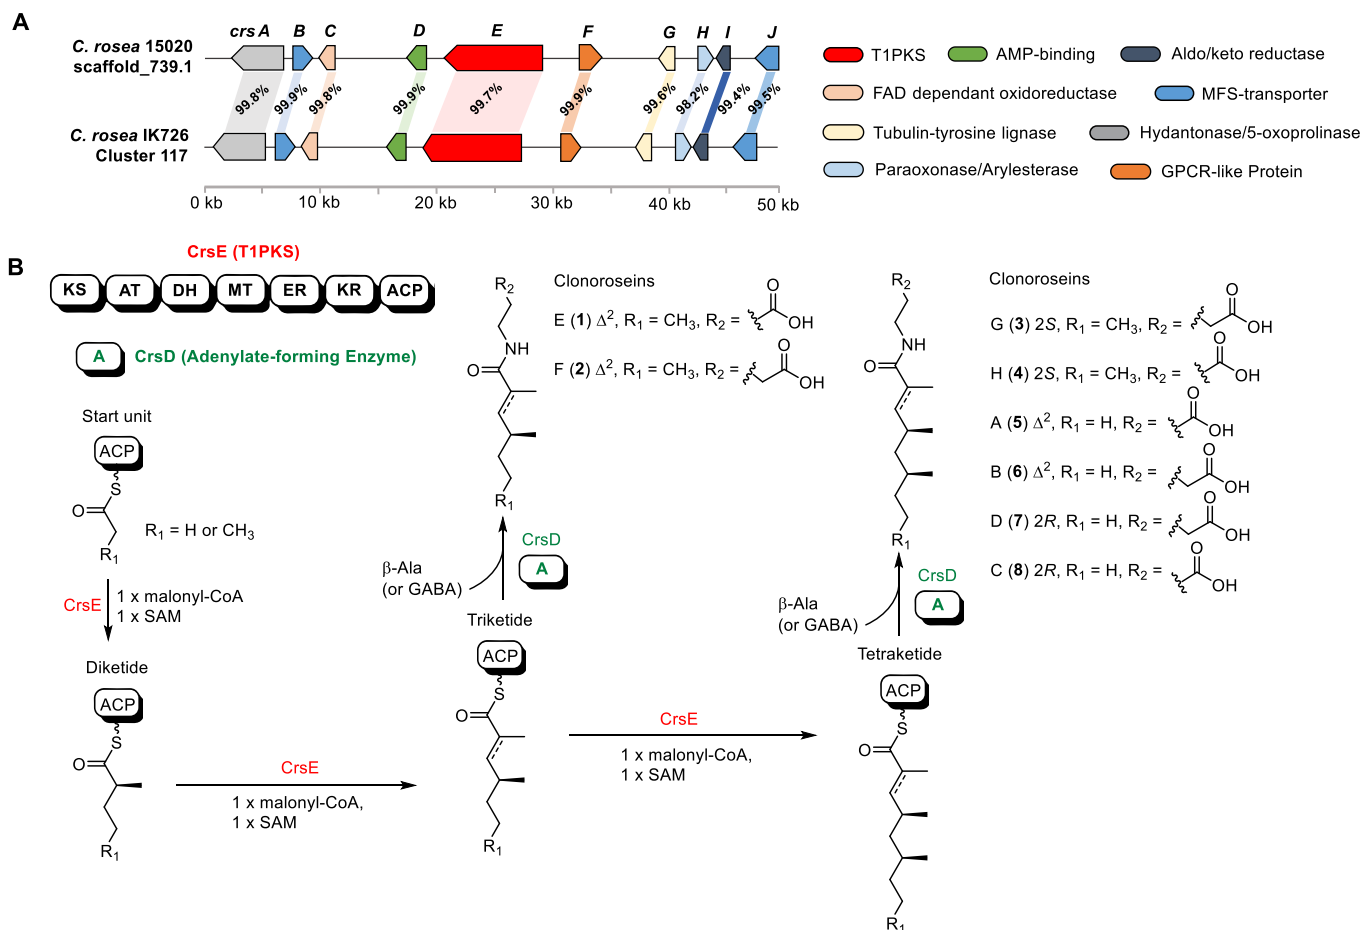 A
crs A B C D E F G H I J
C. rosea 15020
scaffold_739.1
99.8% 99.9% 99.8% 99.9% 99.7% 99.9% 99.6% 98.2% 99.4% 99.5%
C. rosea IK726
Cluster 117
0 kb 10 kb 20 kb 30 kb 40 kb 50 kb
T1PKS AMP-binding Aldo/keto reductase
FAD dependant oxidoreductase MFS-transporter
Tubulin-tyrosine lignase Hydantonase/5-oxoprolinase
Paraoxonase/Arylesterase GPCR-like Protein
B
CrsE (T1PKS)
KS AT DH MT ER KR ACP
A CrsD (Adenylate-forming Enzyme)
Start unit
ACP
S
O
R1
R1 = H or CH3
CrsE
1 x malonyl-CoA
1 x SAM
Diketide
ACP
S
O
R1
CrsE
1 x malonyl-CoA,
1 x SAM
R2
NH
O
R1
CrsD
A
β-Ala
(or GABA)
Triketide
ACP
S
O
R1
CrsE
1 x malonyl-CoA,
1 x SAM
Clonoroseins
E (1) Δ2, R1 = CH3, R2 = O OH
F (2) Δ2, R1 = CH3, R2 = O OH
R2
NH
O
R1
CrsD
A
β-Ala
(or GABA)
Tetraketide
ACP
S
O
R1
Clonoroseins
G (3) 2S, R1 = CH3, R2 = O OH
H (4) 2S, R1 = CH3, R2 = O OH
A (5) Δ2, R1 = H, R2 = O OH
B (6) Δ2, R1 = H, R2 = O OH
D (7) 2R, R1 = H, R2 = O OH
C (8) 2R, R1 = H, R2 = O OH